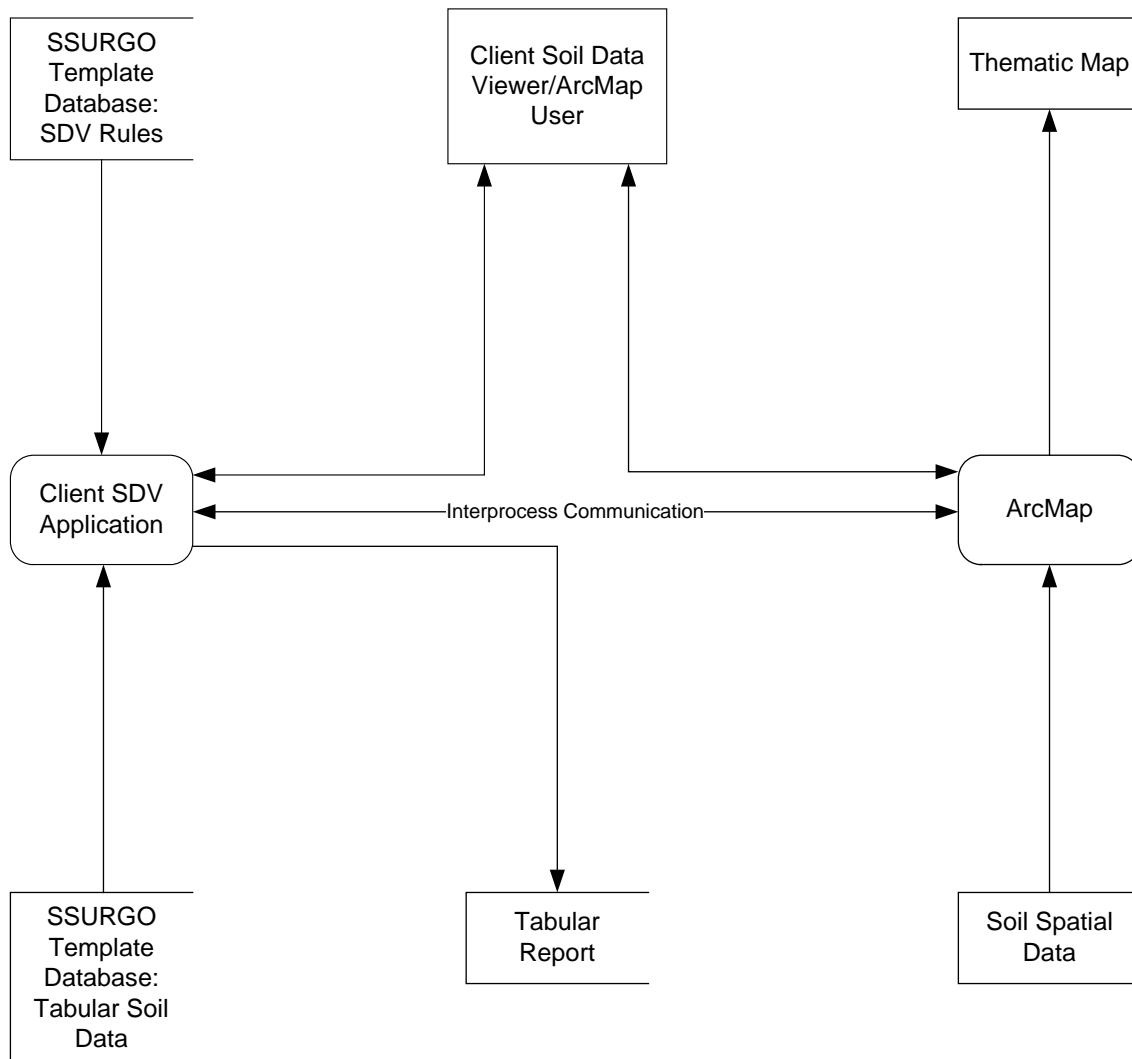 SSURGO
Template
Database:
SDV Rules
Client Soil Data
Viewer/ArcMap
User
Thematic Map
Client SDV
Application
Interprocess Communication
ArcMap
SSURGO
Template
Database:
Tabular Soil
Data
Tabular
Report
Soil Spatial
Data